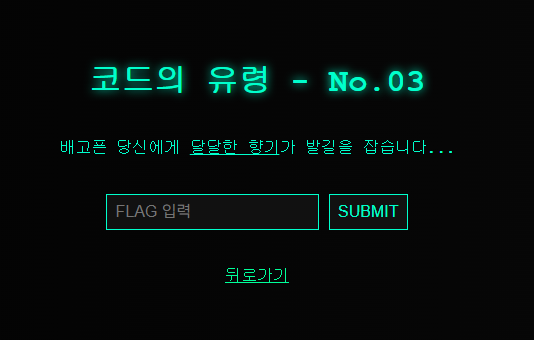 코드의 유령 - No.03
배고픈 당신에게 달달한 향기가 발길을 잡습니다...
FLAG 입력 SUBMIT
뒤로가기